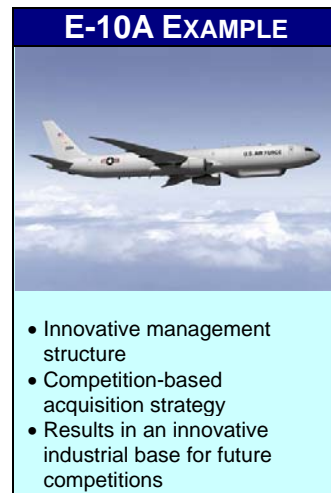 E-10A EXAMPLE
U.S. AIR FORCE
• Innovative management
structure
• Competition-based
acquisition strategy
• Results in an innovative
industrial base for future
competitions